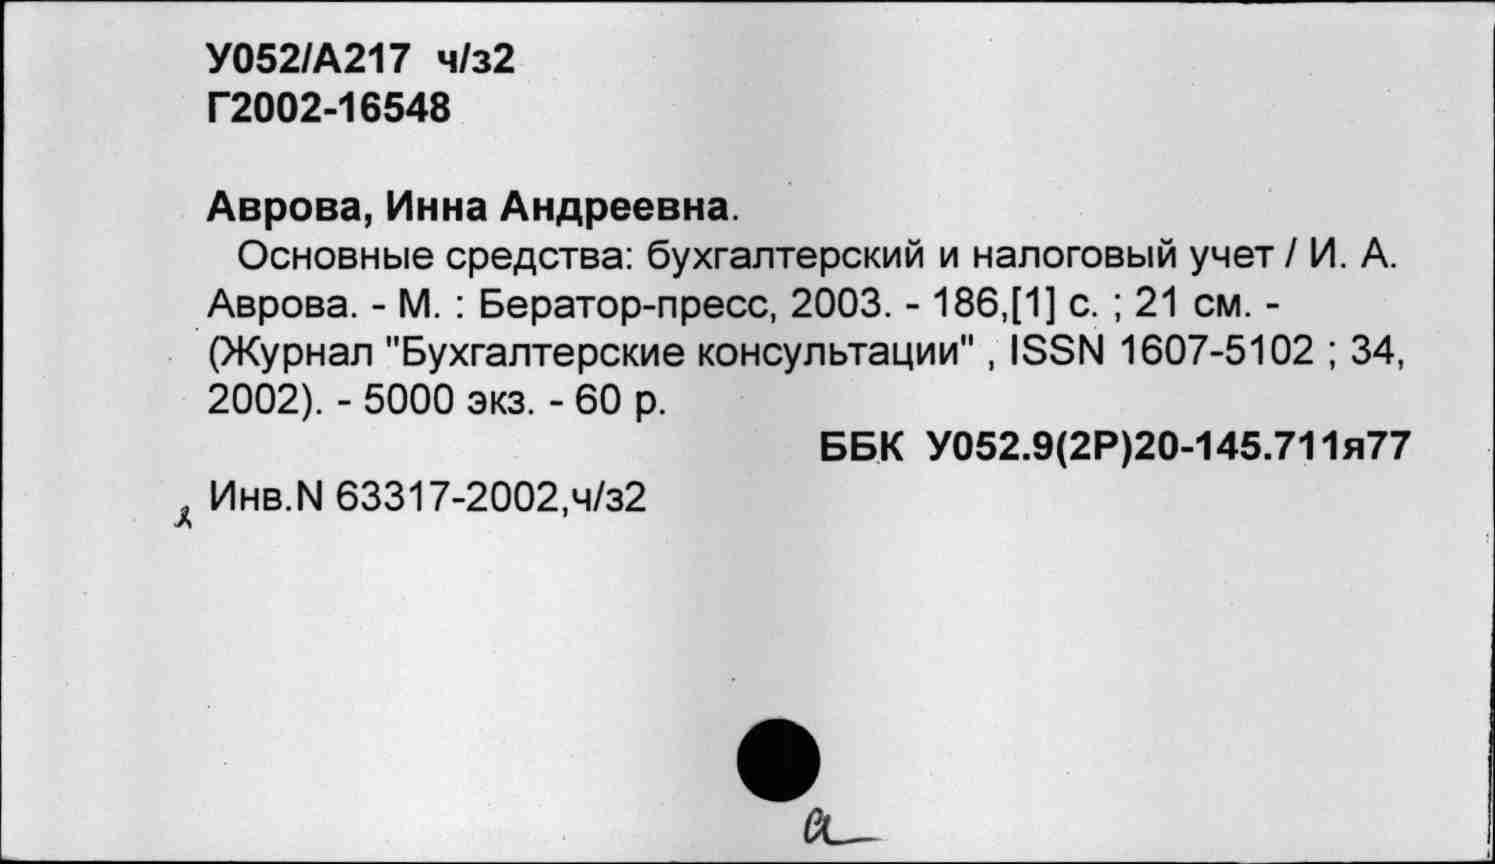 У052/А217 ч/з2
Г2002-16548
Аврова, Инна Андреевна.
Основные средства: бухгалтерский и налоговый учет / И. А.
Аврова. - М. : Бератор-пресс, 2003. - 186,[1] с. ; 21 см. -
(Журнал "Бухгалтерские консультации" , ISSN 1607-5102 ; 34,
2002). - 5000 экз. - 60 р.
ББК У052.9(2Р)20-145.711я77
Инв.N 63317-2002,ч/з2
а